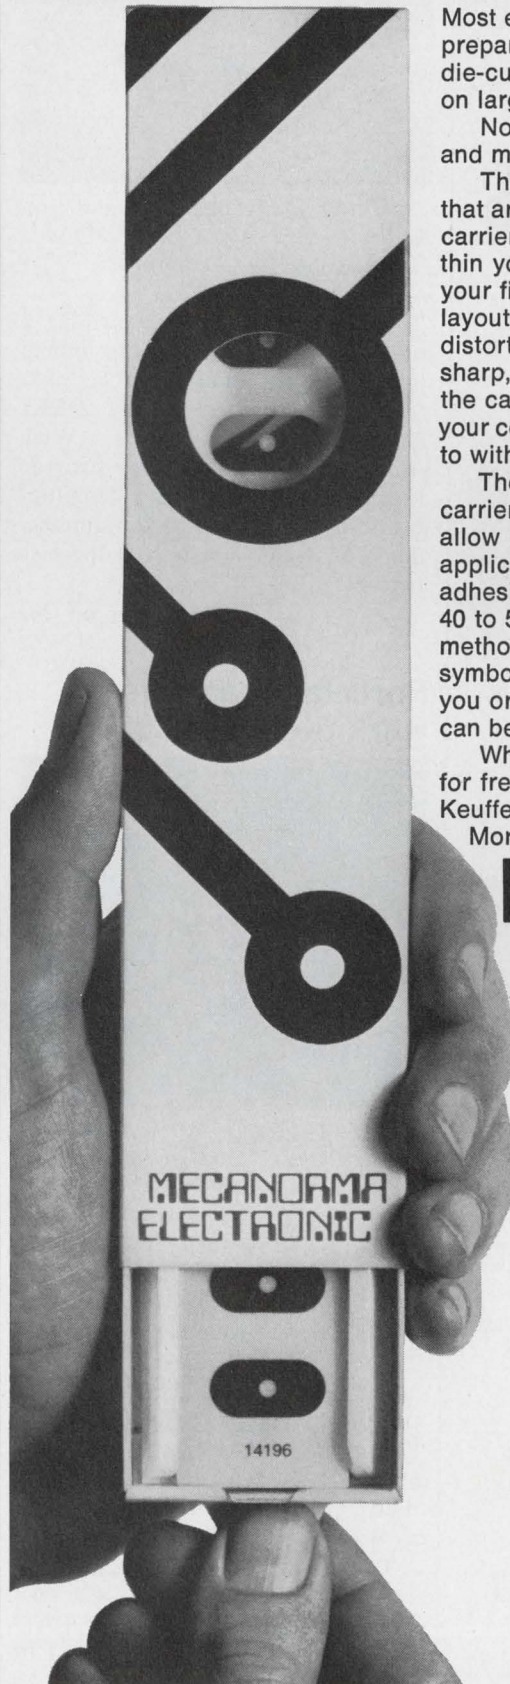 Most e
prepar
die-cu
on larg
No
and m
Th
that ar
carrier
thin yo
your fi
layout
distort
sharp,
the ca
your co
to with
The
carrier
allow
applic
adhes
40 to 5
metho
symbo
you or
can be
Wh
for fre
Keuffe
Mor
MECANORMA
ELECTRONIC
14196